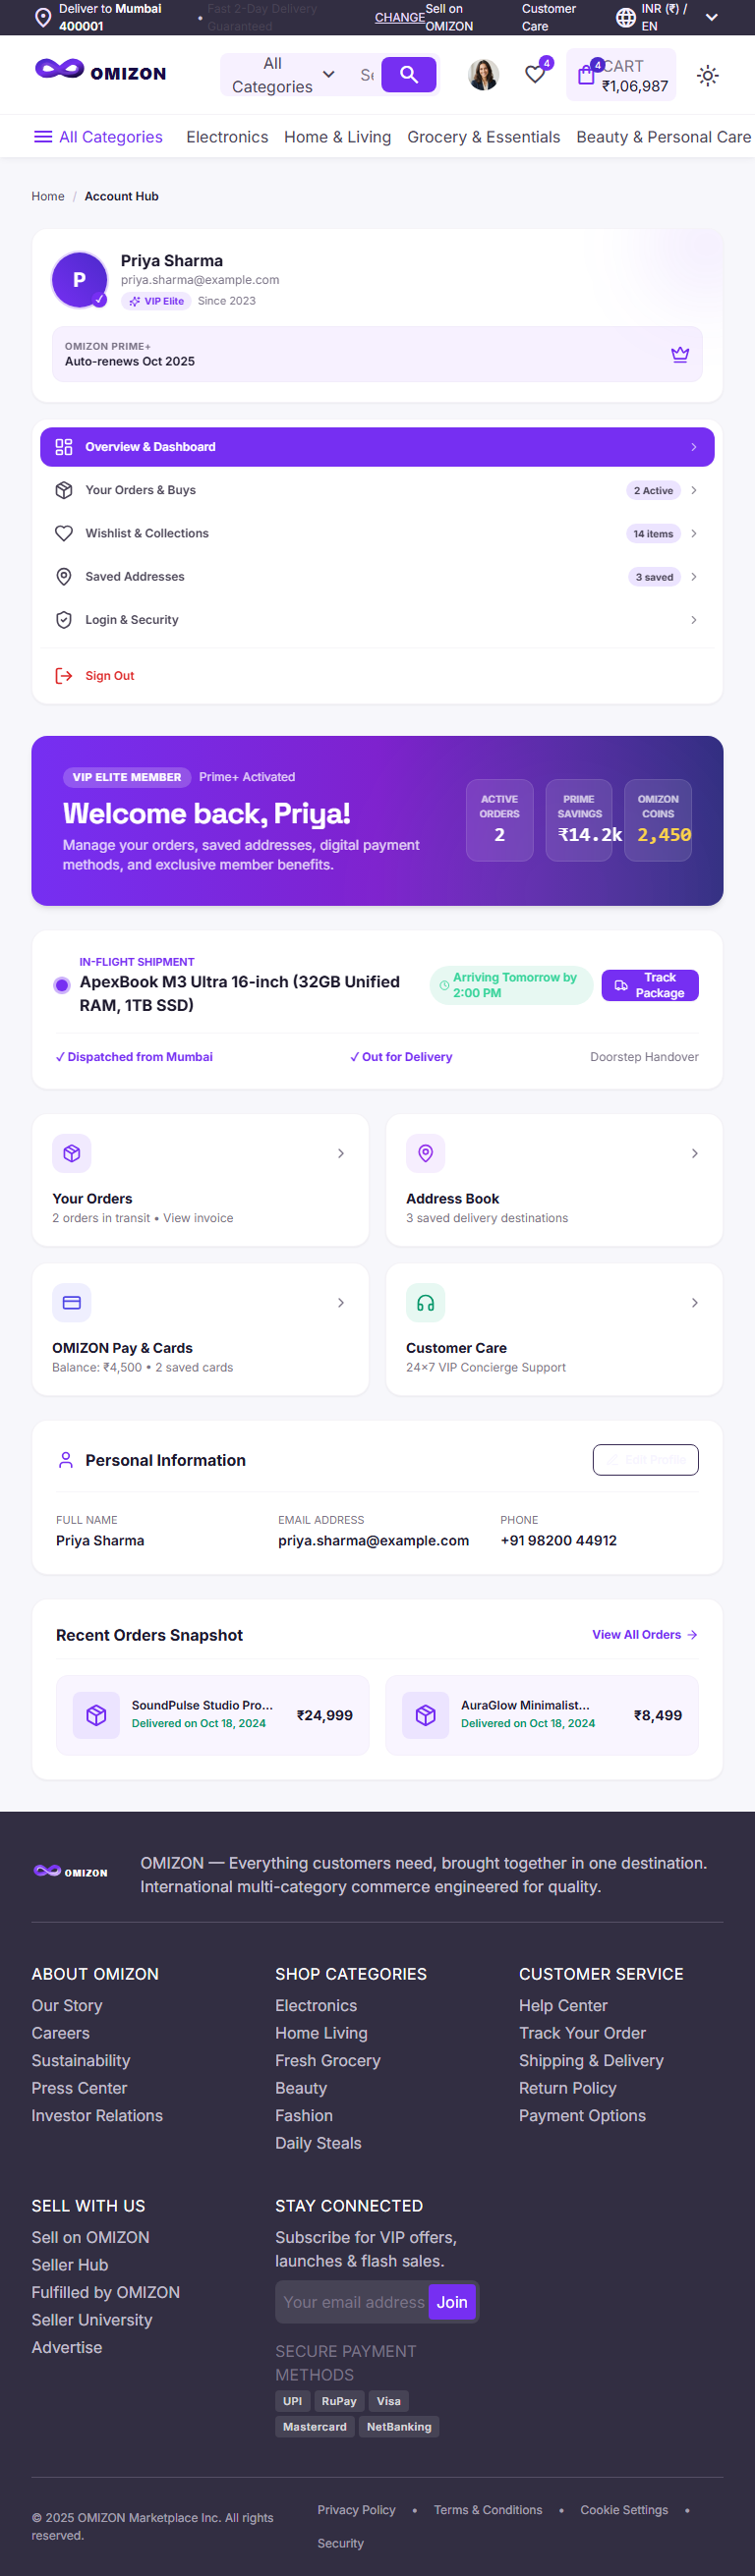 Deliver to Mumbai 400001
• Fast 2-Day Delivery Guaranteed
CHANGE
Sell on OMIZON
Customer Care
INR (₹) / EN
OMIZON
All Categories
4
4
CART
₹1,06,987
All Categories
Electronics
Home & Living
Grocery & Essentials
Beauty & Personal Care
Home / Account Hub
P
Priya Sharma
priya.sharma@example.com
VIP Elite
Since 2023
OMIZON PRIME+
Auto-renews Oct 2025
Overview & Dashboard
Your Orders & Buys
2 Active
Wishlist & Collections
14 items
Saved Addresses
3 saved
Login & Security
Sign Out
VIP ELITE MEMBER
Prime+ Activated
Welcome back, Priya!
Manage your orders, saved addresses, digital payment
methods, and exclusive member benefits.
ACTIVE ORDERS
2
PRIME SAVINGS
₹14.2k
OMIZON COINS
2,450
IN-FLIGHT SHIPMENT
ApexBook M3 Ultra 16-inch (32GB Unified
RAM, 1TB SSD)
Arriving Tomorrow by
2:00 PM
Track
Package
✓ Dispatched from Mumbai
✓ Out for Delivery
Doorstep Handover
Your Orders
2 orders in transit • View invoice
Address Book
3 saved delivery destinations
OMIZON Pay & Cards
Balance: ₹4,500 • 2 saved cards
Customer Care
24×7 VIP Concierge Support
Personal Information
Edit Profile
FULL NAME
Priya Sharma
EMAIL ADDRESS
priya.sharma@example.com
PHONE
+91 98200 44912
Recent Orders Snapshot
View All Orders →
SoundPulse Studio Pro...
Delivered on Oct 18, 2024
₹24,999
AuraGlow Minimalist...
Delivered on Oct 18, 2024
₹8,499
OMIZON
OMIZON — Everything customers need, brought together in one destination.
International multi-category commerce engineered for quality.
ABOUT OMIZON
Our Story
Careers
Sustainability
Press Center
Investor Relations
SHOP CATEGORIES
Electronics
Home Living
Fresh Grocery
Beauty
Fashion
Daily Steals
CUSTOMER SERVICE
Help Center
Track Your Order
Shipping & Delivery
Return Policy
Payment Options
SELL WITH US
Sell on OMIZON
Seller Hub
Fulfilled by OMIZON
Seller University
Advertise
STAY CONNECTED
Subscribe for VIP offers,
launches & flash sales.
Your email address
Join
SECURE PAYMENT
METHODS
UPI
RuPay
Visa
Mastercard
NetBanking
© 2025 OMIZON Marketplace Inc. All rights
reserved.
Privacy Policy • Terms & Conditions • Cookie Settings •
Security